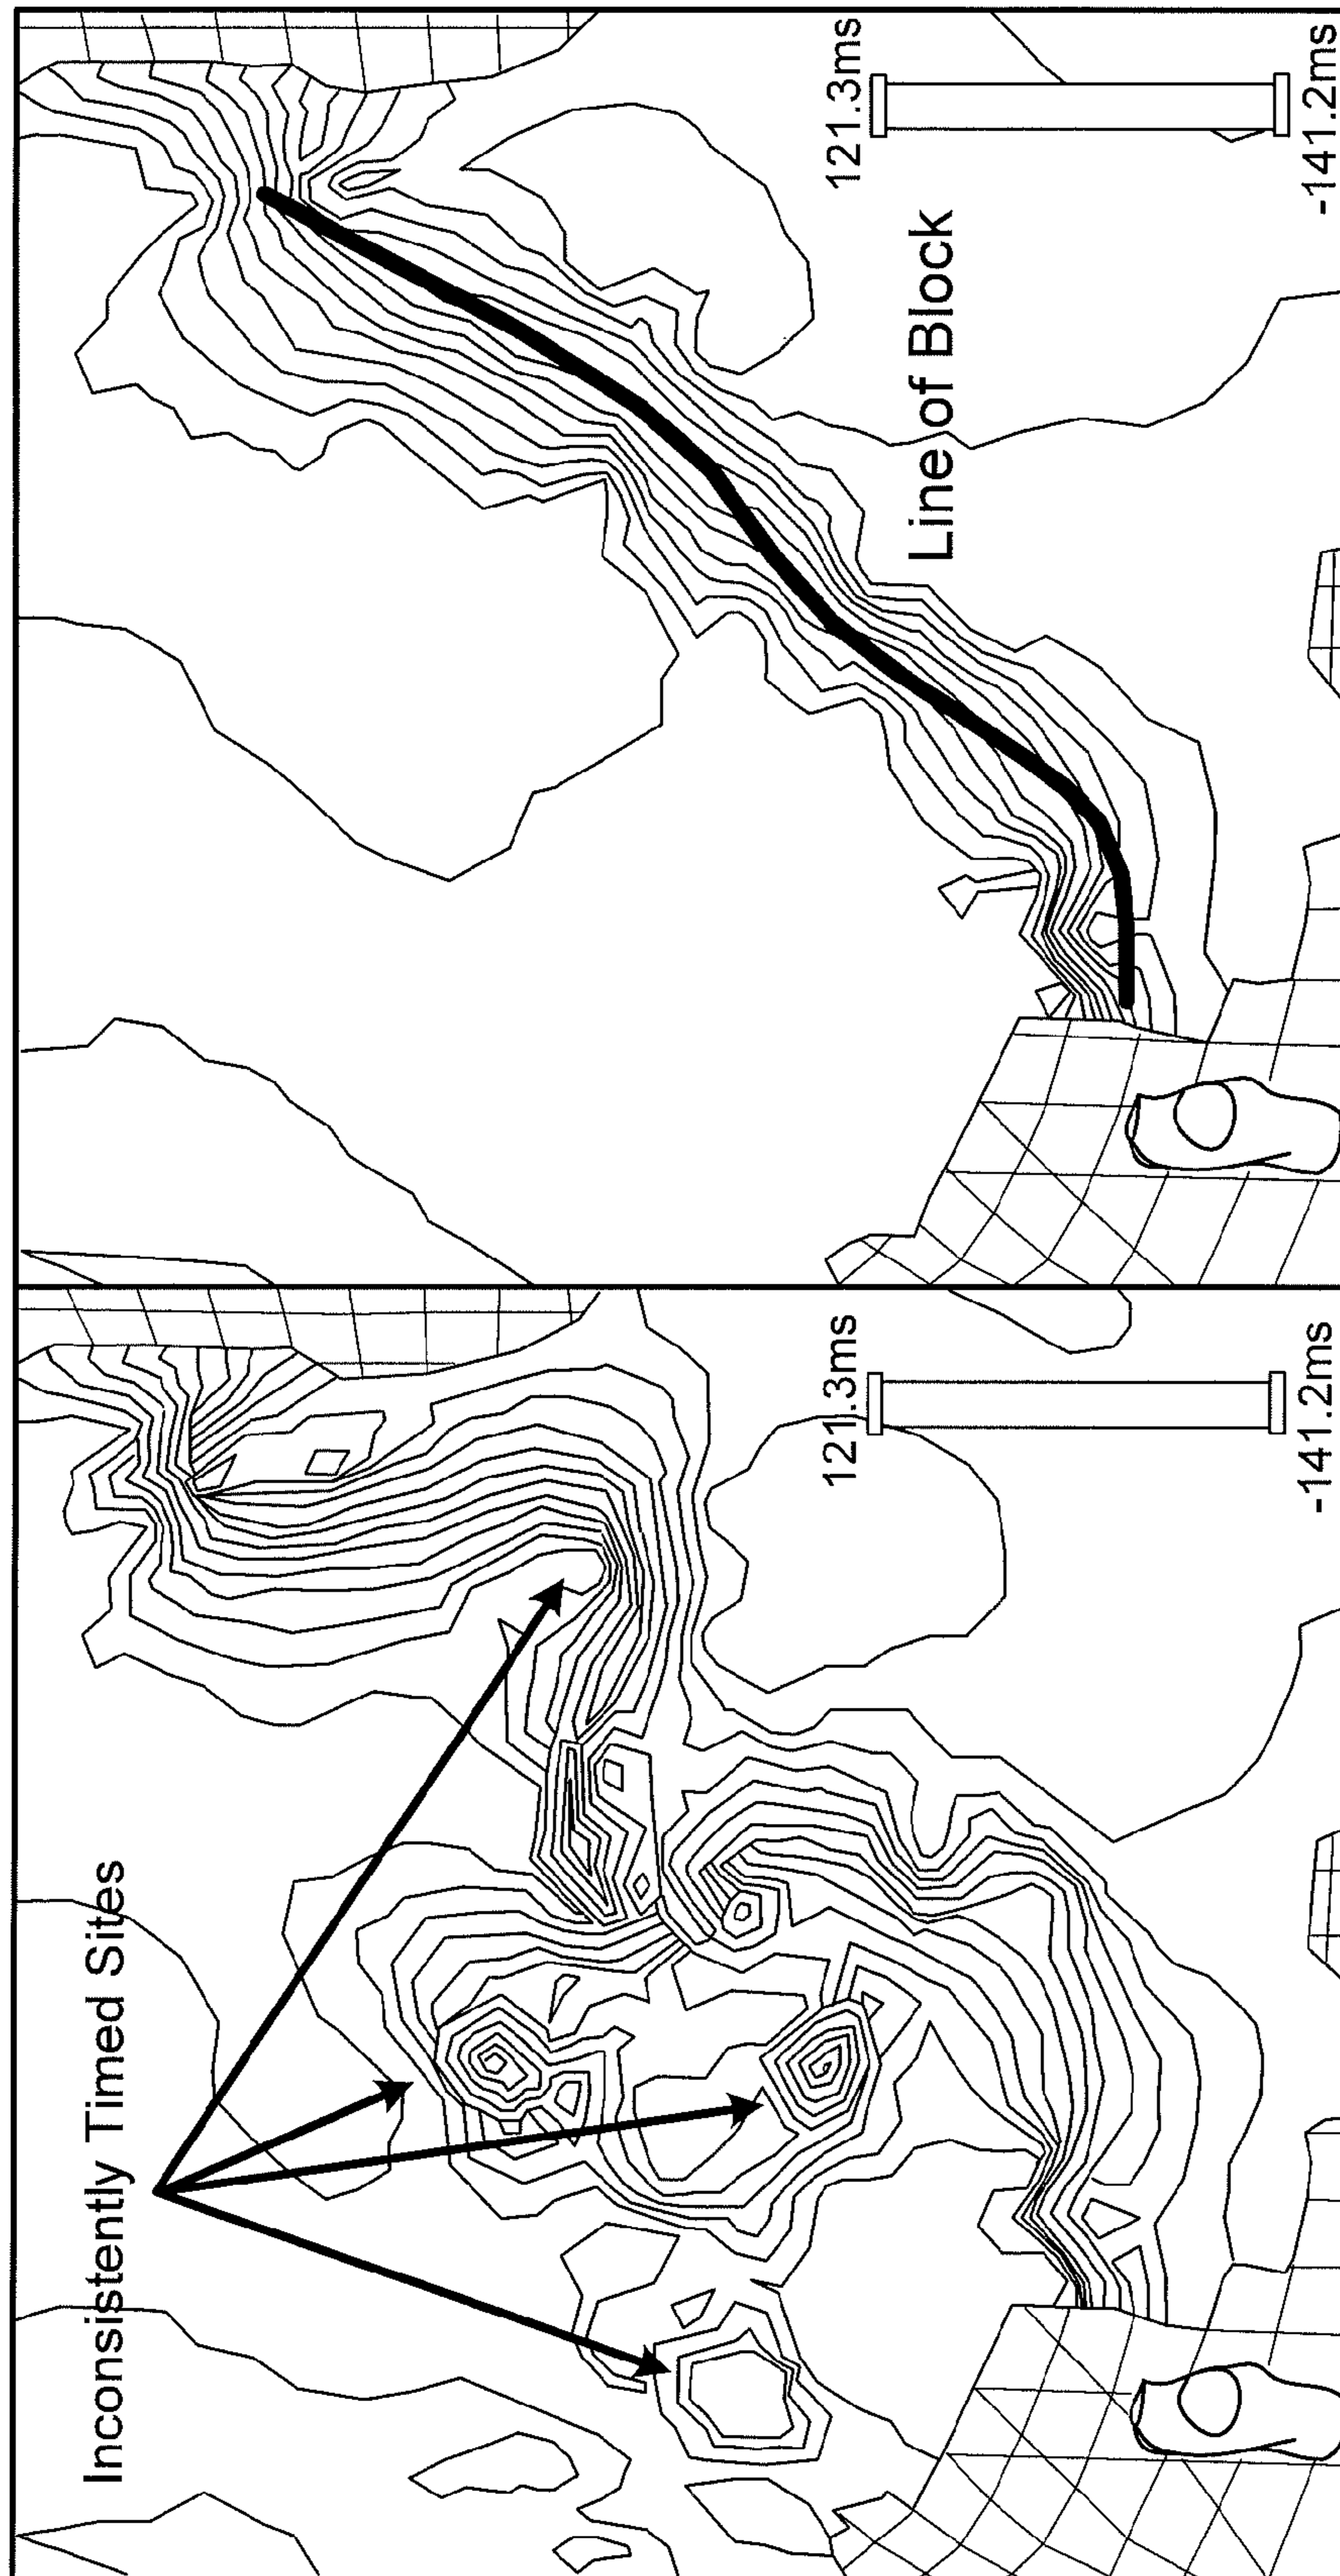 Inconsistently Timed Sites
121.3ms
-141.2ms
Line of Block
121.3ms
-141.2ms